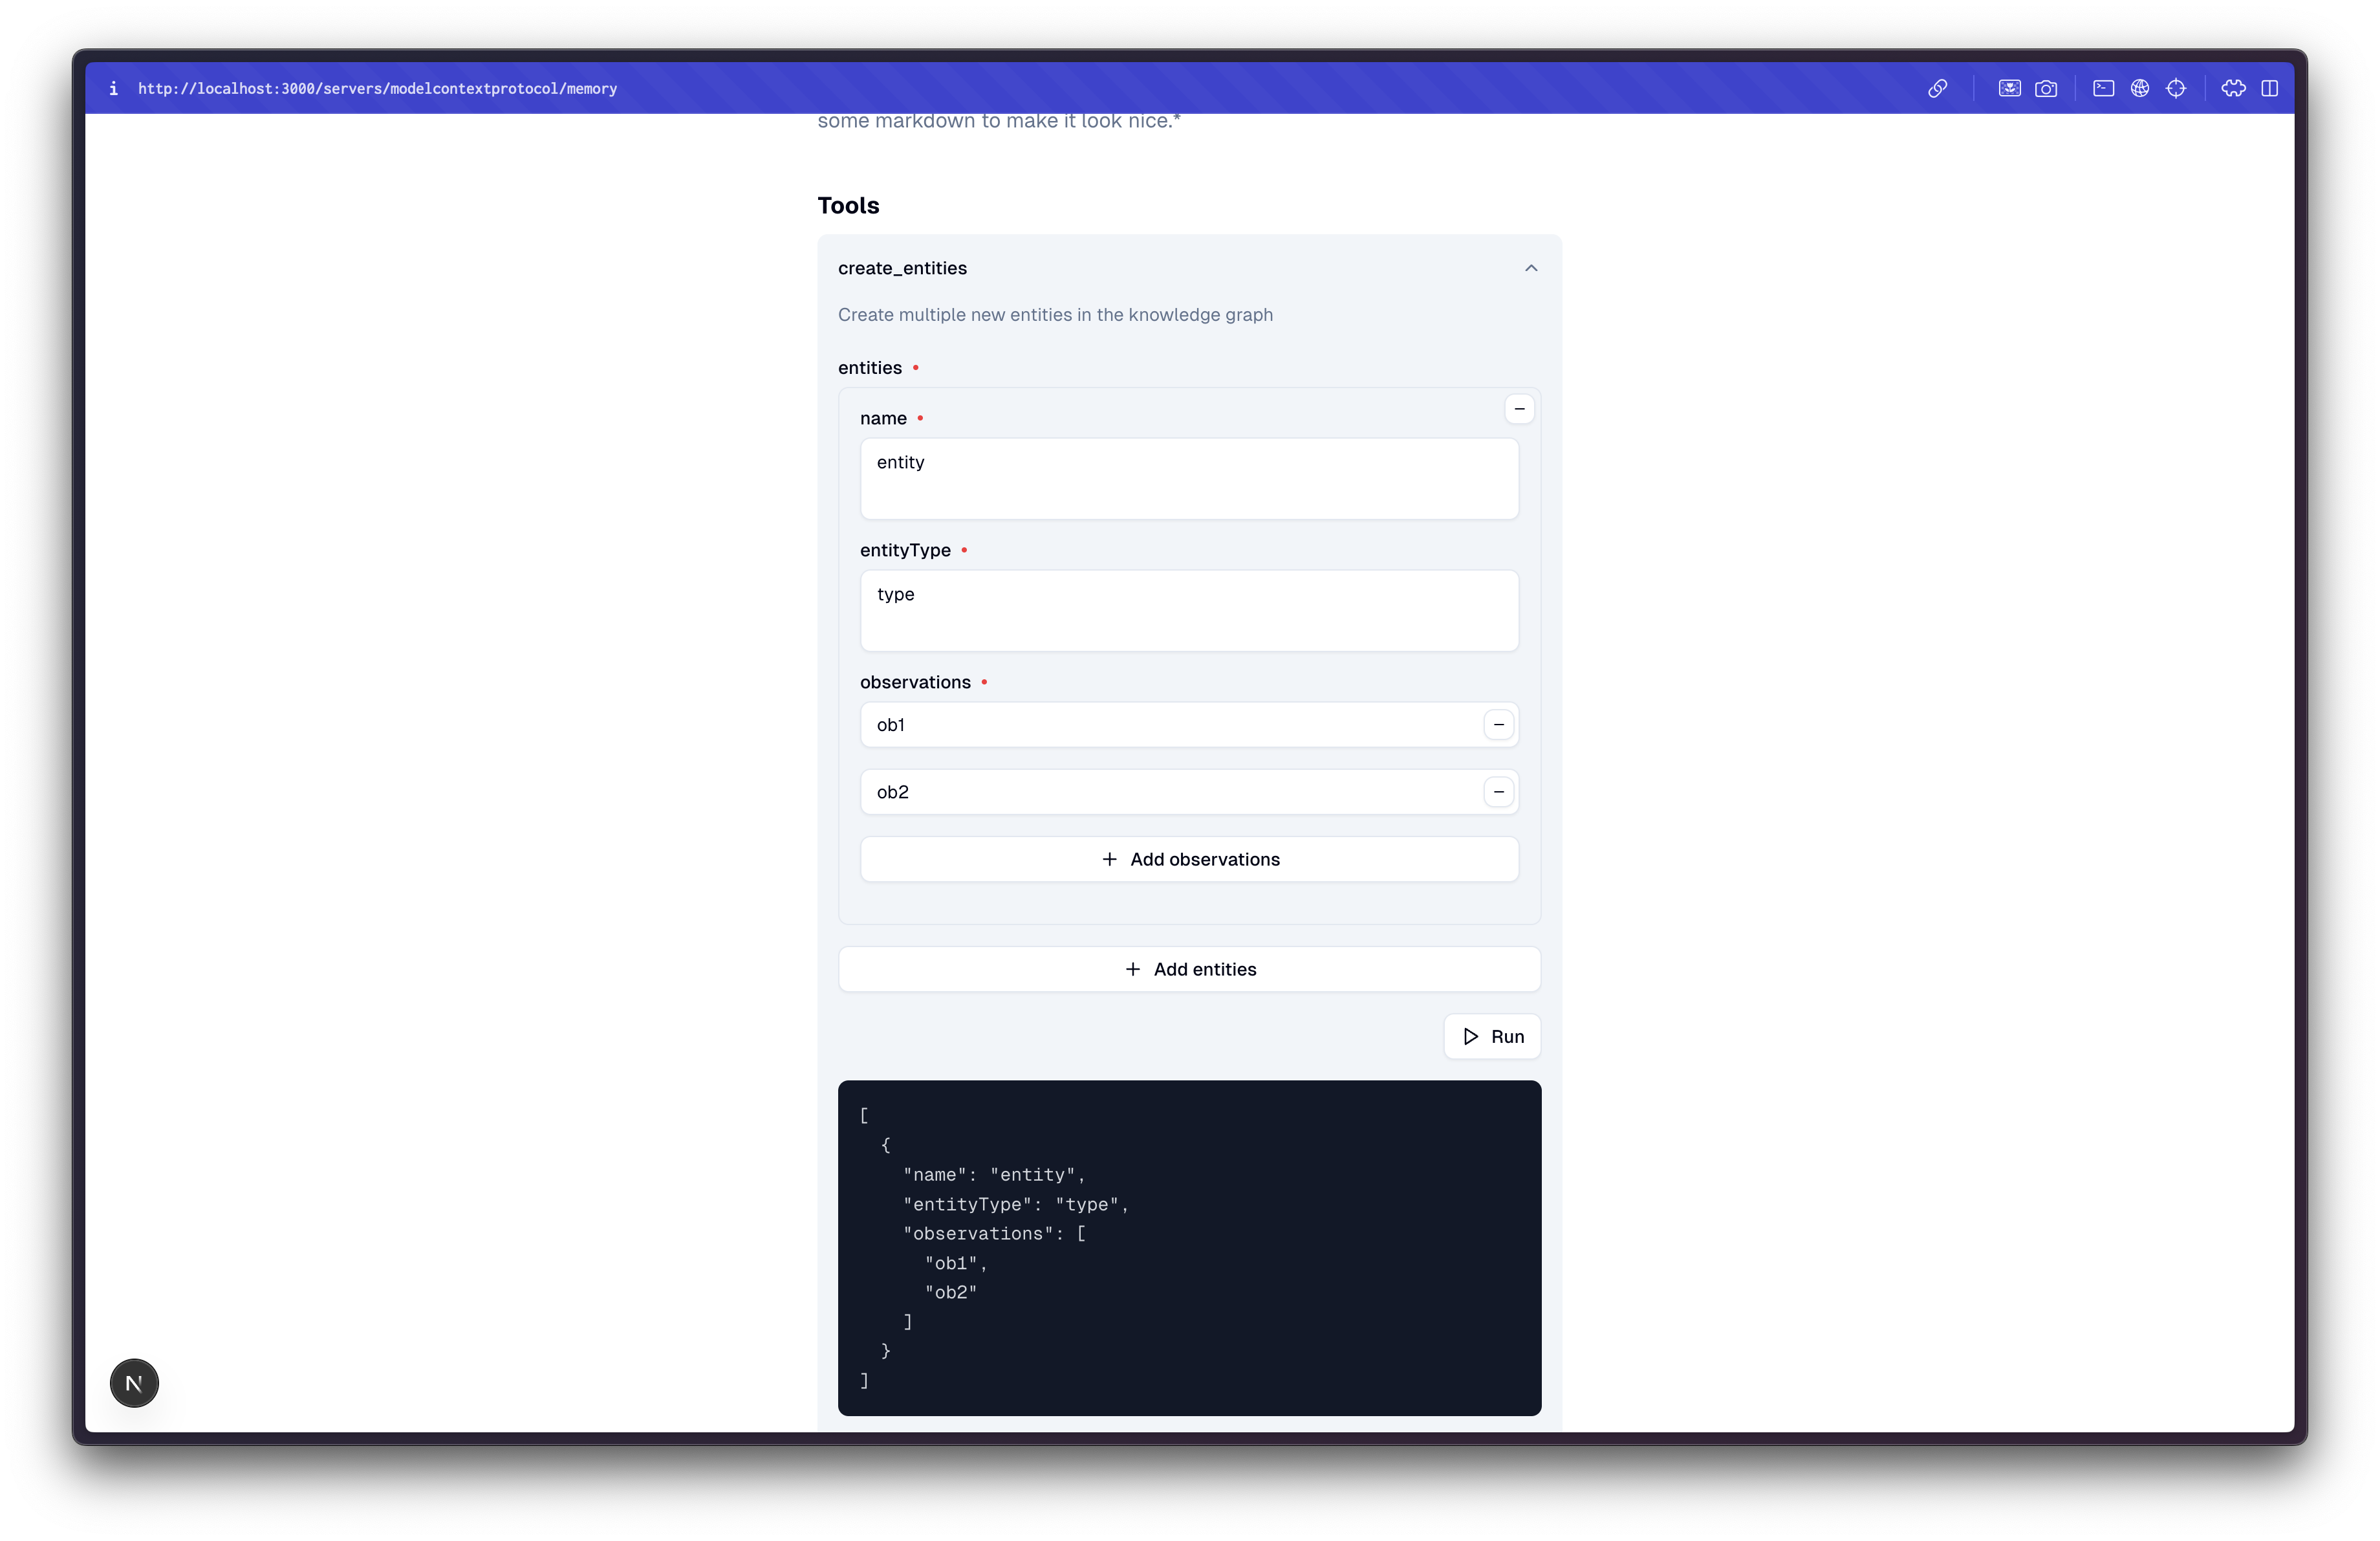 i http://localhost:3000/servers/modelcontextprotocol/memory
some markdown to make it look nice.*
Tools
create_entities
Create multiple new entities in the knowledge graph
entities
name
entity
entityType
type
observations
ob1
ob2
Add observations
Add entities
Run
[
{
"name": "entity",
"entityType": "type",
"observations": [
"ob1",
"ob2"
]
}
]
N